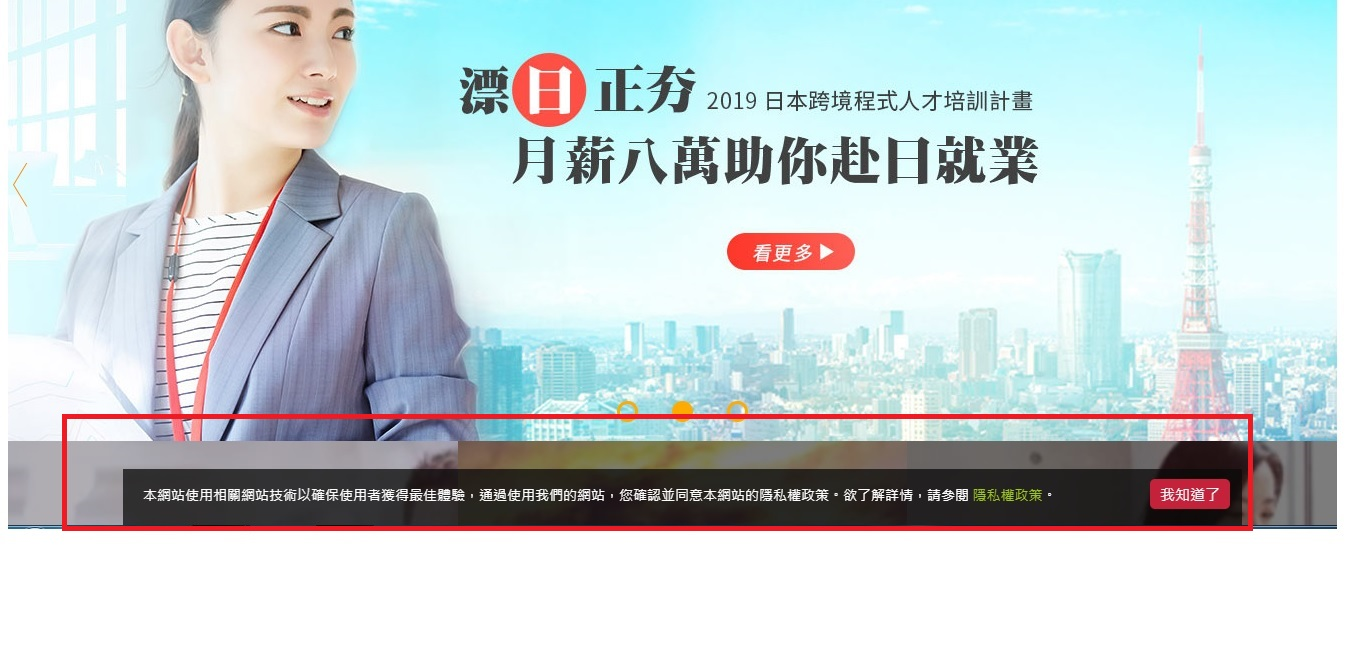 漂日正夯 2019 日本跨境程式人才培訓計畫
月薪八萬助你赴日就業
看更多
本網站使用相關網站技術以確保使用者獲得最佳體驗，通過使用我們的網站，您確認並同意本網站的隱私權政策。欲了解詳情，請參閱 隱私權政策。 我知道了